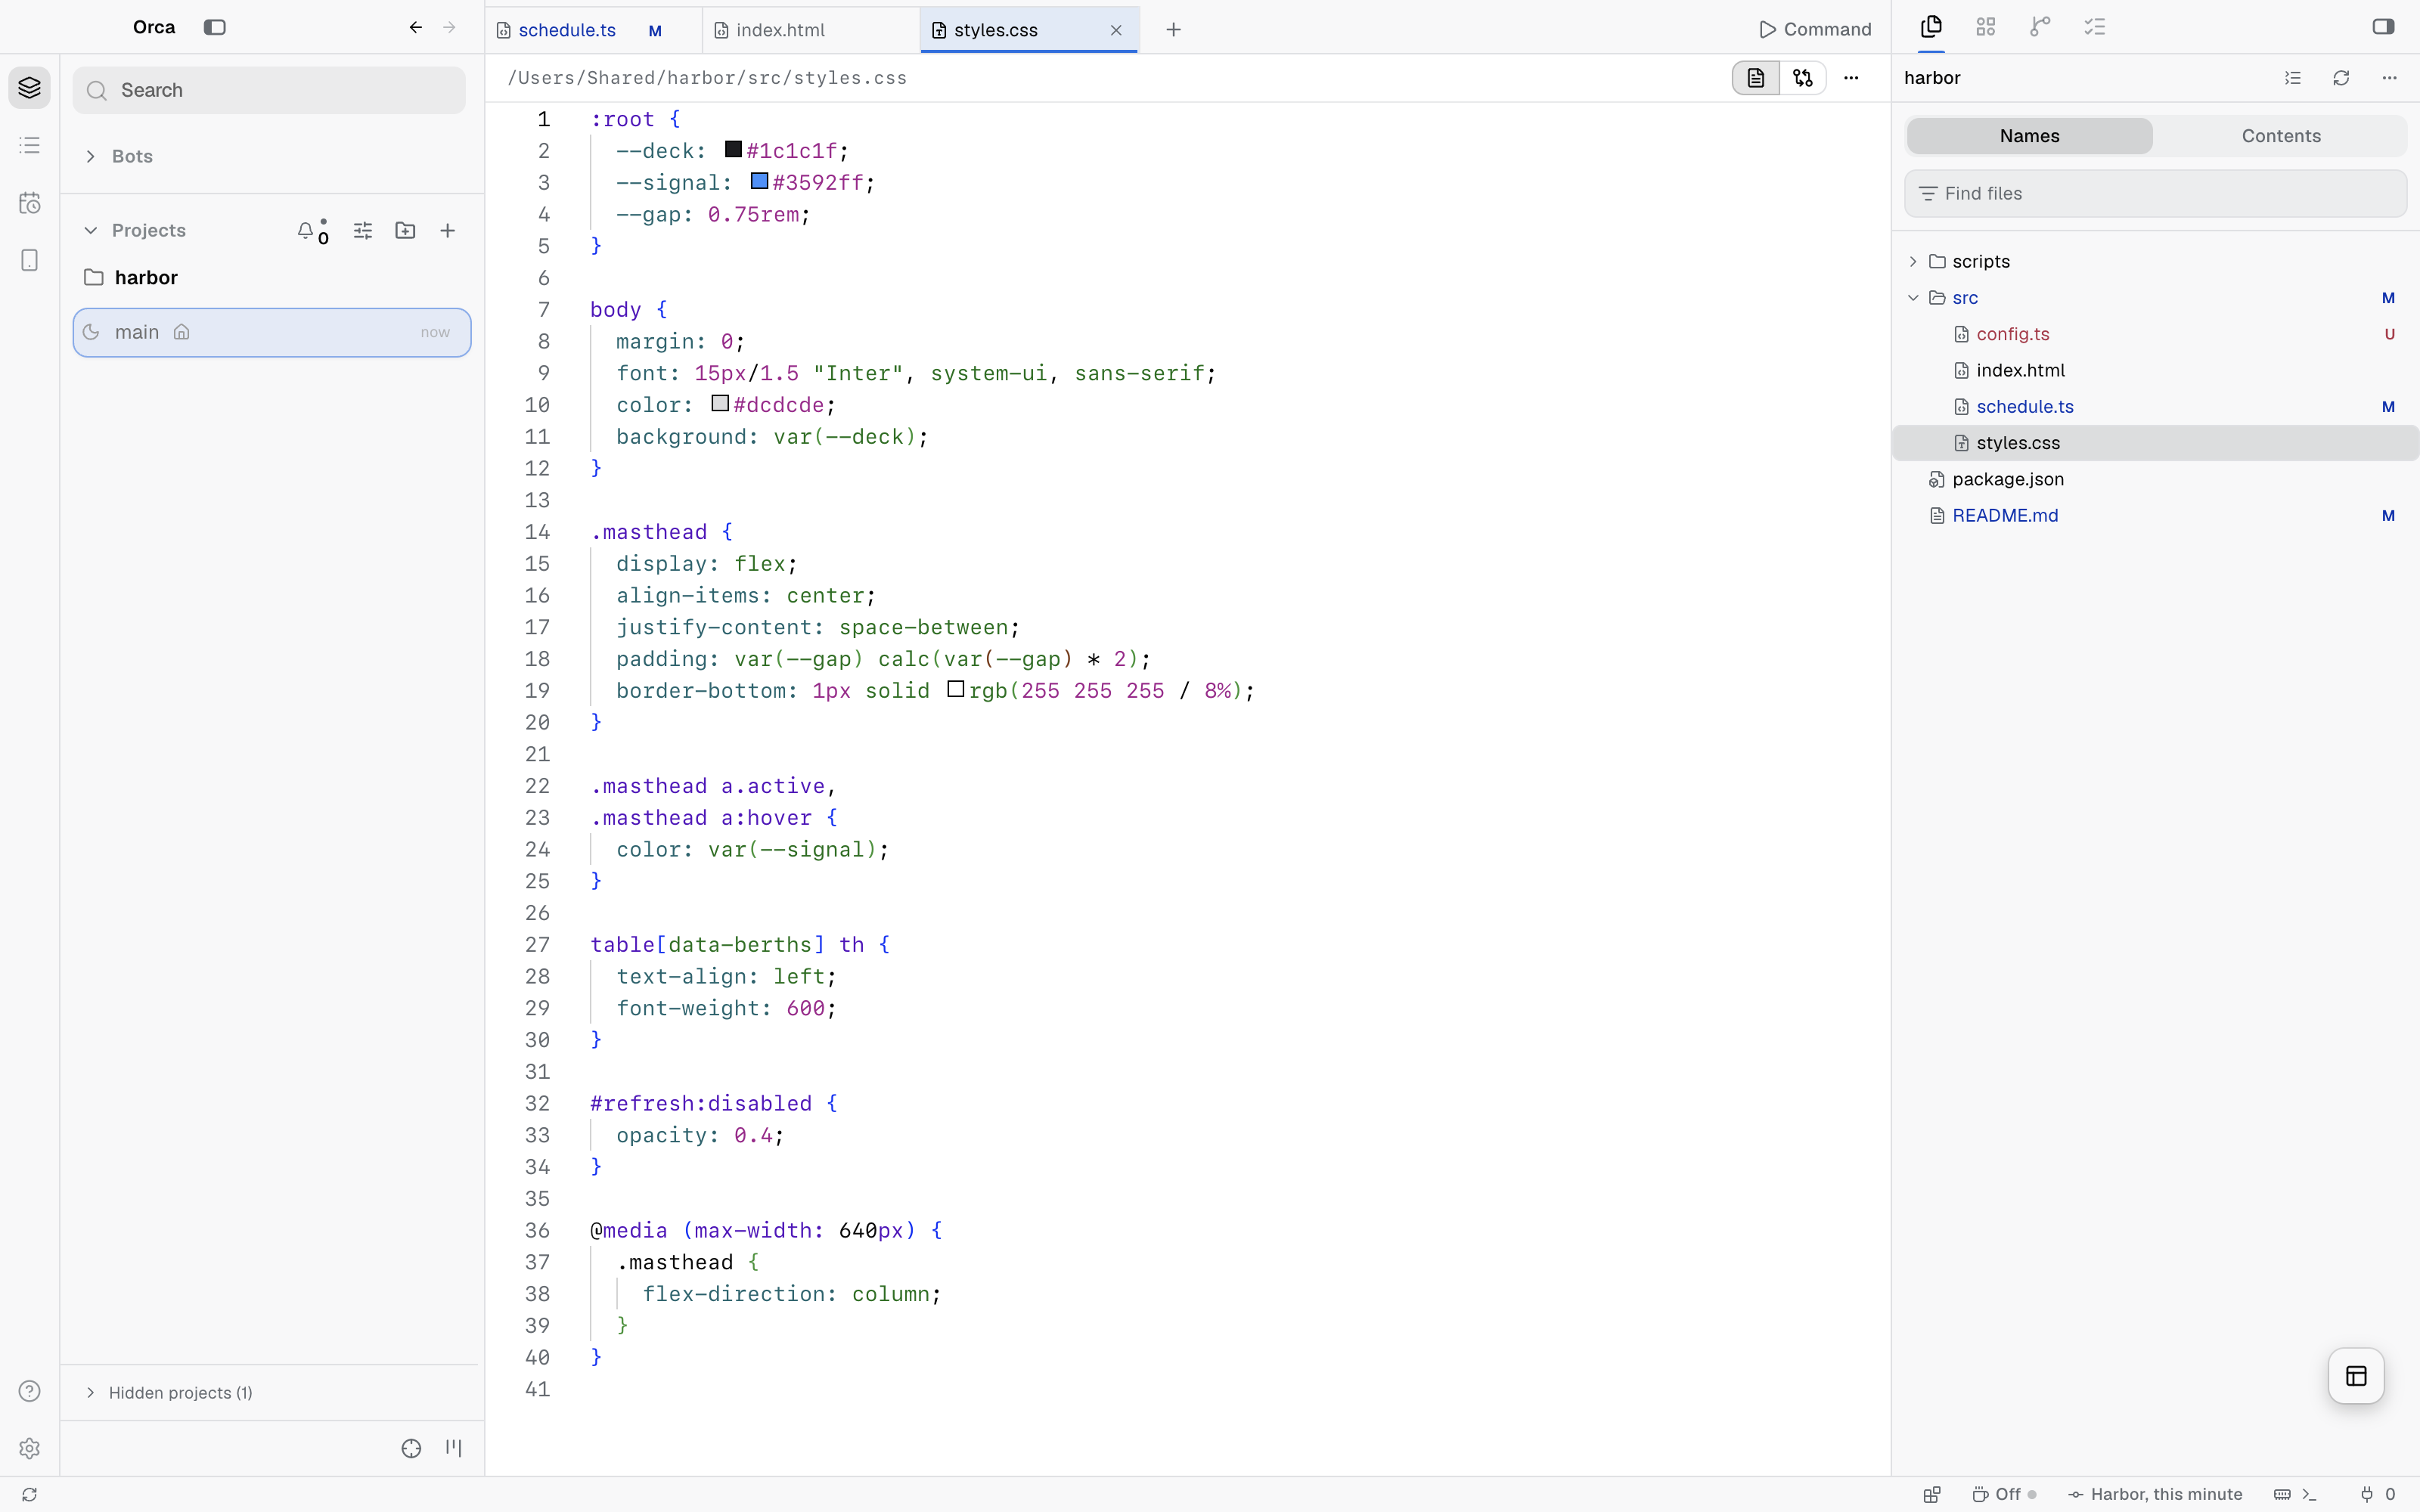 Orca
schedule.ts M
index.html
styles.css
Command
Search
/Users/Shared/harbor/src/styles.css
harbor
Bots
Names
Contents
Find files
Projects
0
harbor
main
now
1 :root {
2 --deck: #1c1c1f;
3 --signal: #3592ff;
4 --gap: 0.75rem;
5 }
6
7 body {
8 margin: 0;
9 font: 15px/1.5 "Inter", system-ui, sans-serif;
10 color: #dcdcde;
11 background: var(--deck);
12 }
13
14 .masthead {
15 display: flex;
16 align-items: center;
17 justify-content: space-between;
18 padding: var(--gap) calc(var(--gap) * 2);
19 border-bottom: 1px solid rgb(255 255 255 / 8%);
20 }
21
22 .masthead a.active,
23 .masthead a:hover {
24 color: var(--signal);
25 }
26
27 table[data-berths] th {
28 text-align: left;
29 font-weight: 600;
30 }
31
32 #refresh:disabled {
33 opacity: 0.4;
34 }
35
36 @media (max-width: 640px) {
37 .masthead {
38 flex-direction: column;
39 }
40 }
41
scripts
src M
config.ts U
index.html
schedule.ts M
styles.css
package.json
README.md M
Hidden projects (1)
Off
Harbor, this minute
0